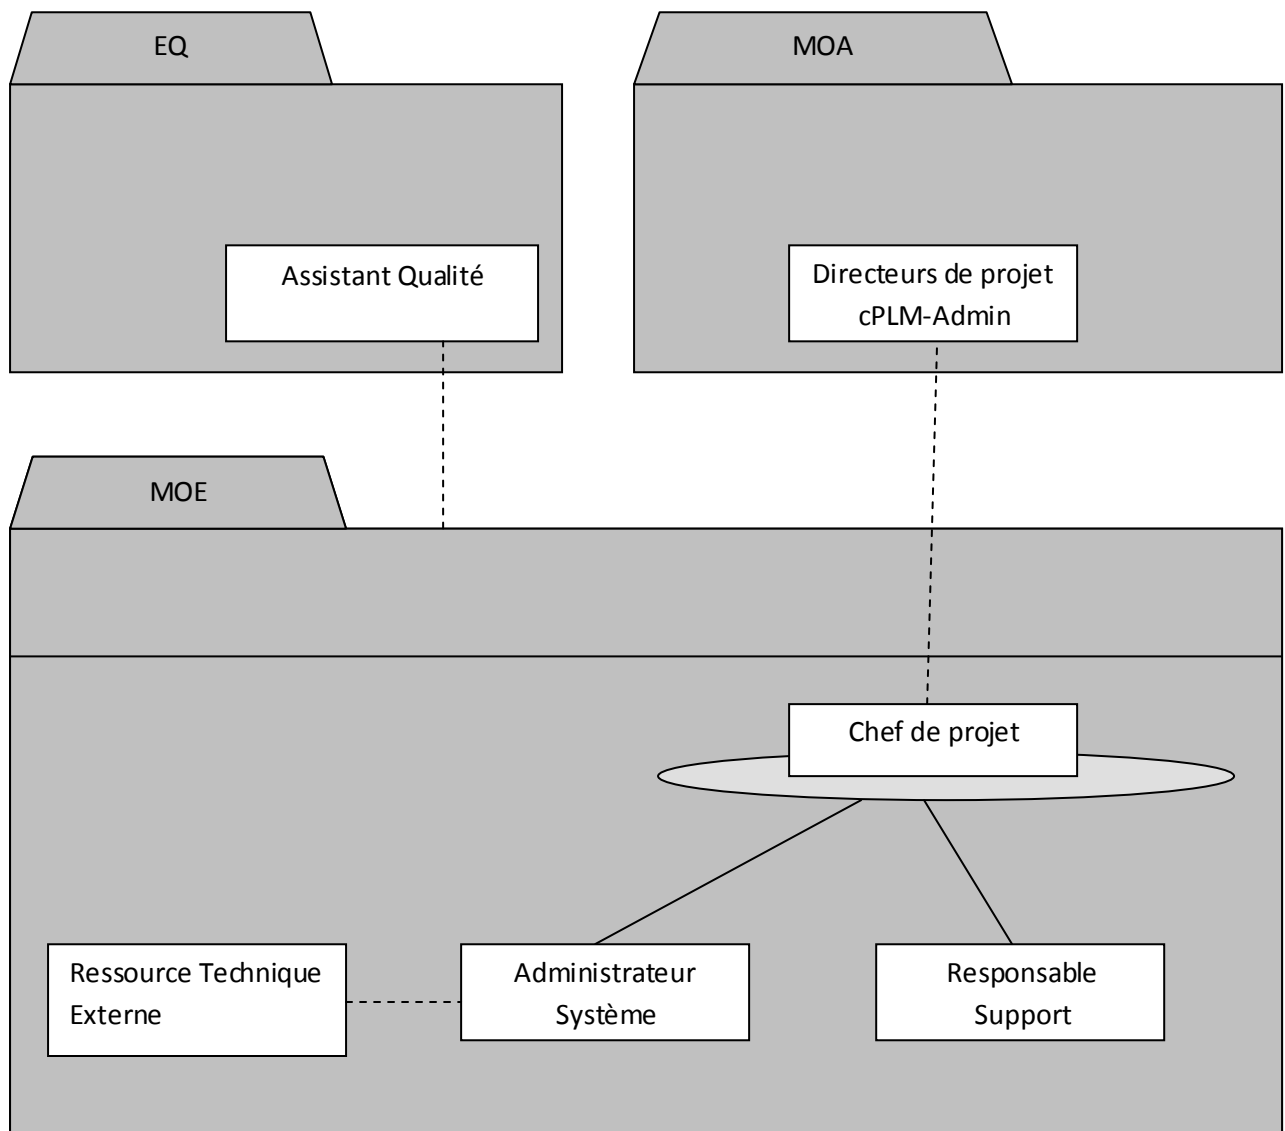 EQ
MOA
Assistant Qualité
Directeurs de projet
cPLM-Admin
MOE
Chef de projet
Ressource Technique
Externe
Administrateur
Système
Responsable
Support